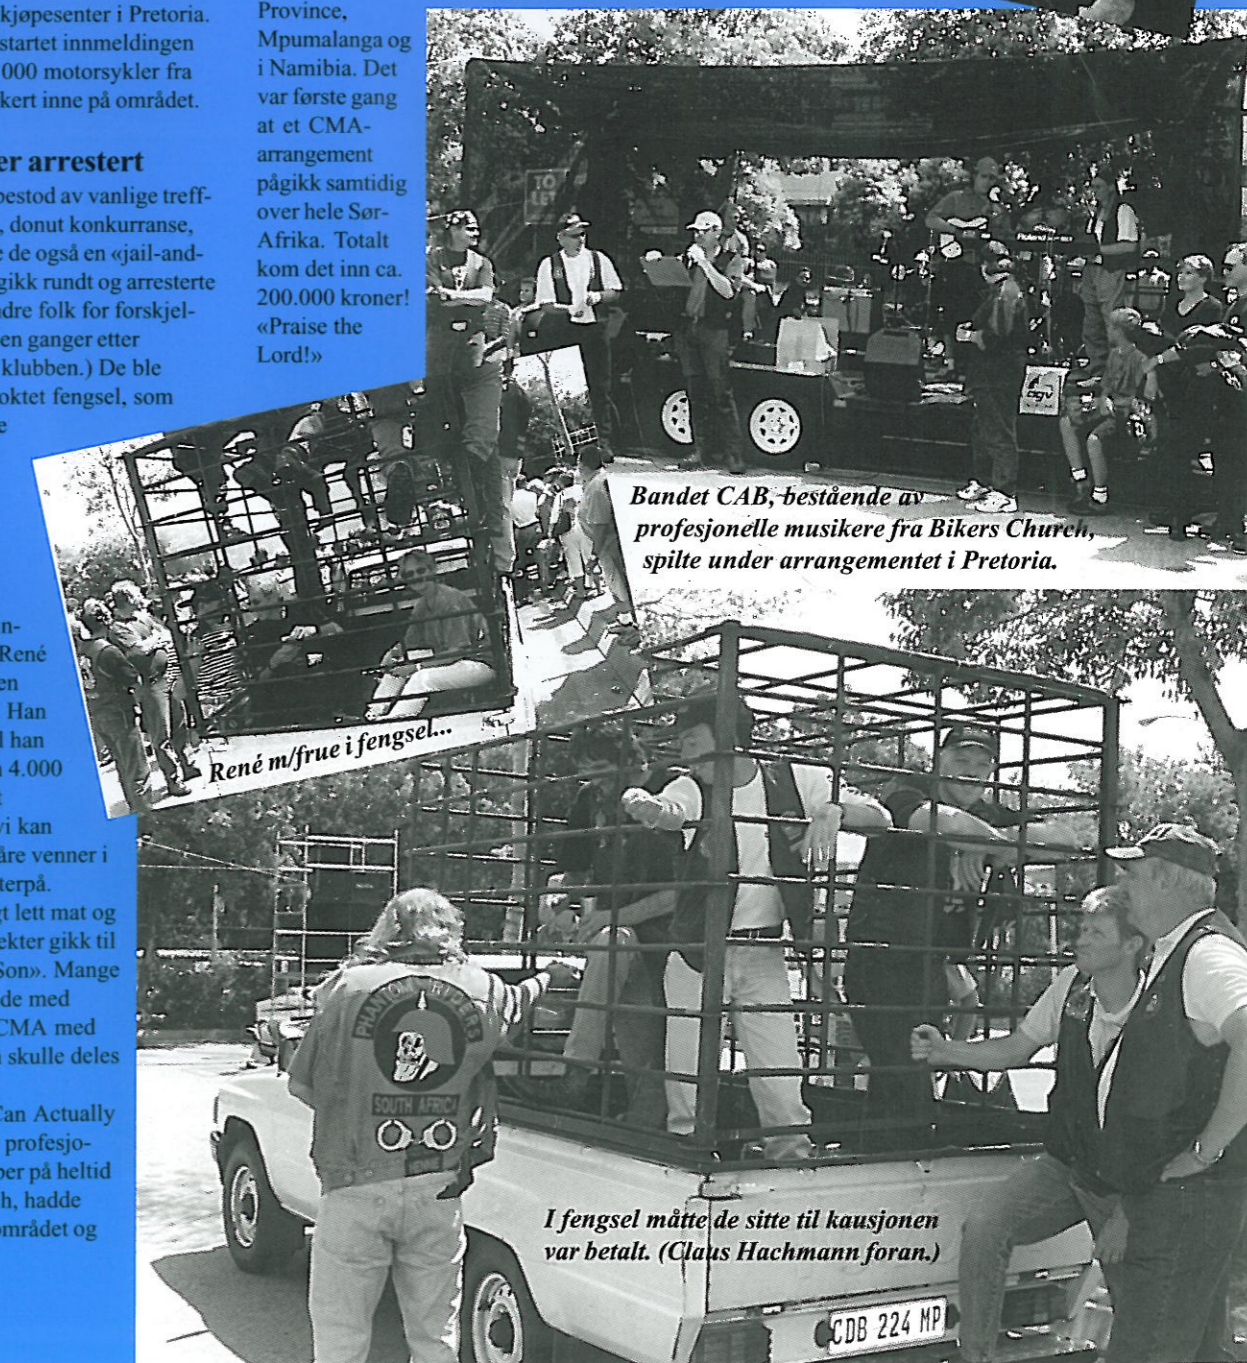 kjøpesenter i Pretoria.
startet innmeldingen
000 motorsykler fra
kert inne på området.
er arrestert
bestod av vanlige treff-
, donut konkurranse,
e de også en «jail-and-
gikk rundt og arresterte
ndre folk for forskjel-
en ganger etter
klubben.) De ble
oktet fengsel, som
e
n-
René
en
Han
l han
n 4.000
t
vi kan
åre venner i
terpå.
gt lett mat og
ekter gikk til
Son». Mange
de med
CMA med
n skulle deles
Can Actually
profesjo-
ber på heltid
h, hadde
området og
Province,
Mpumalanga og
i Namibia. Det
var første gang
at et CMA-
arrangement
pågikk samtidig
over hele Sør-
Afrika. Totalt
kom det inn ca.
200.000 kroner!
«Praise the
Lord!»
TO
LET
Roland
agv
Bandet CAB, bestående av
profesjonelle musikere fra Bikers Church,
spilte under arrangementet i Pretoria.
René m/frue i fengsel...
PHANTOM RYDERS
SOUTH AFRICA
I fengsel måtte de sitte til kausjonen
var betalt. (Claus Hachmann foran.)
CDB 224 MP